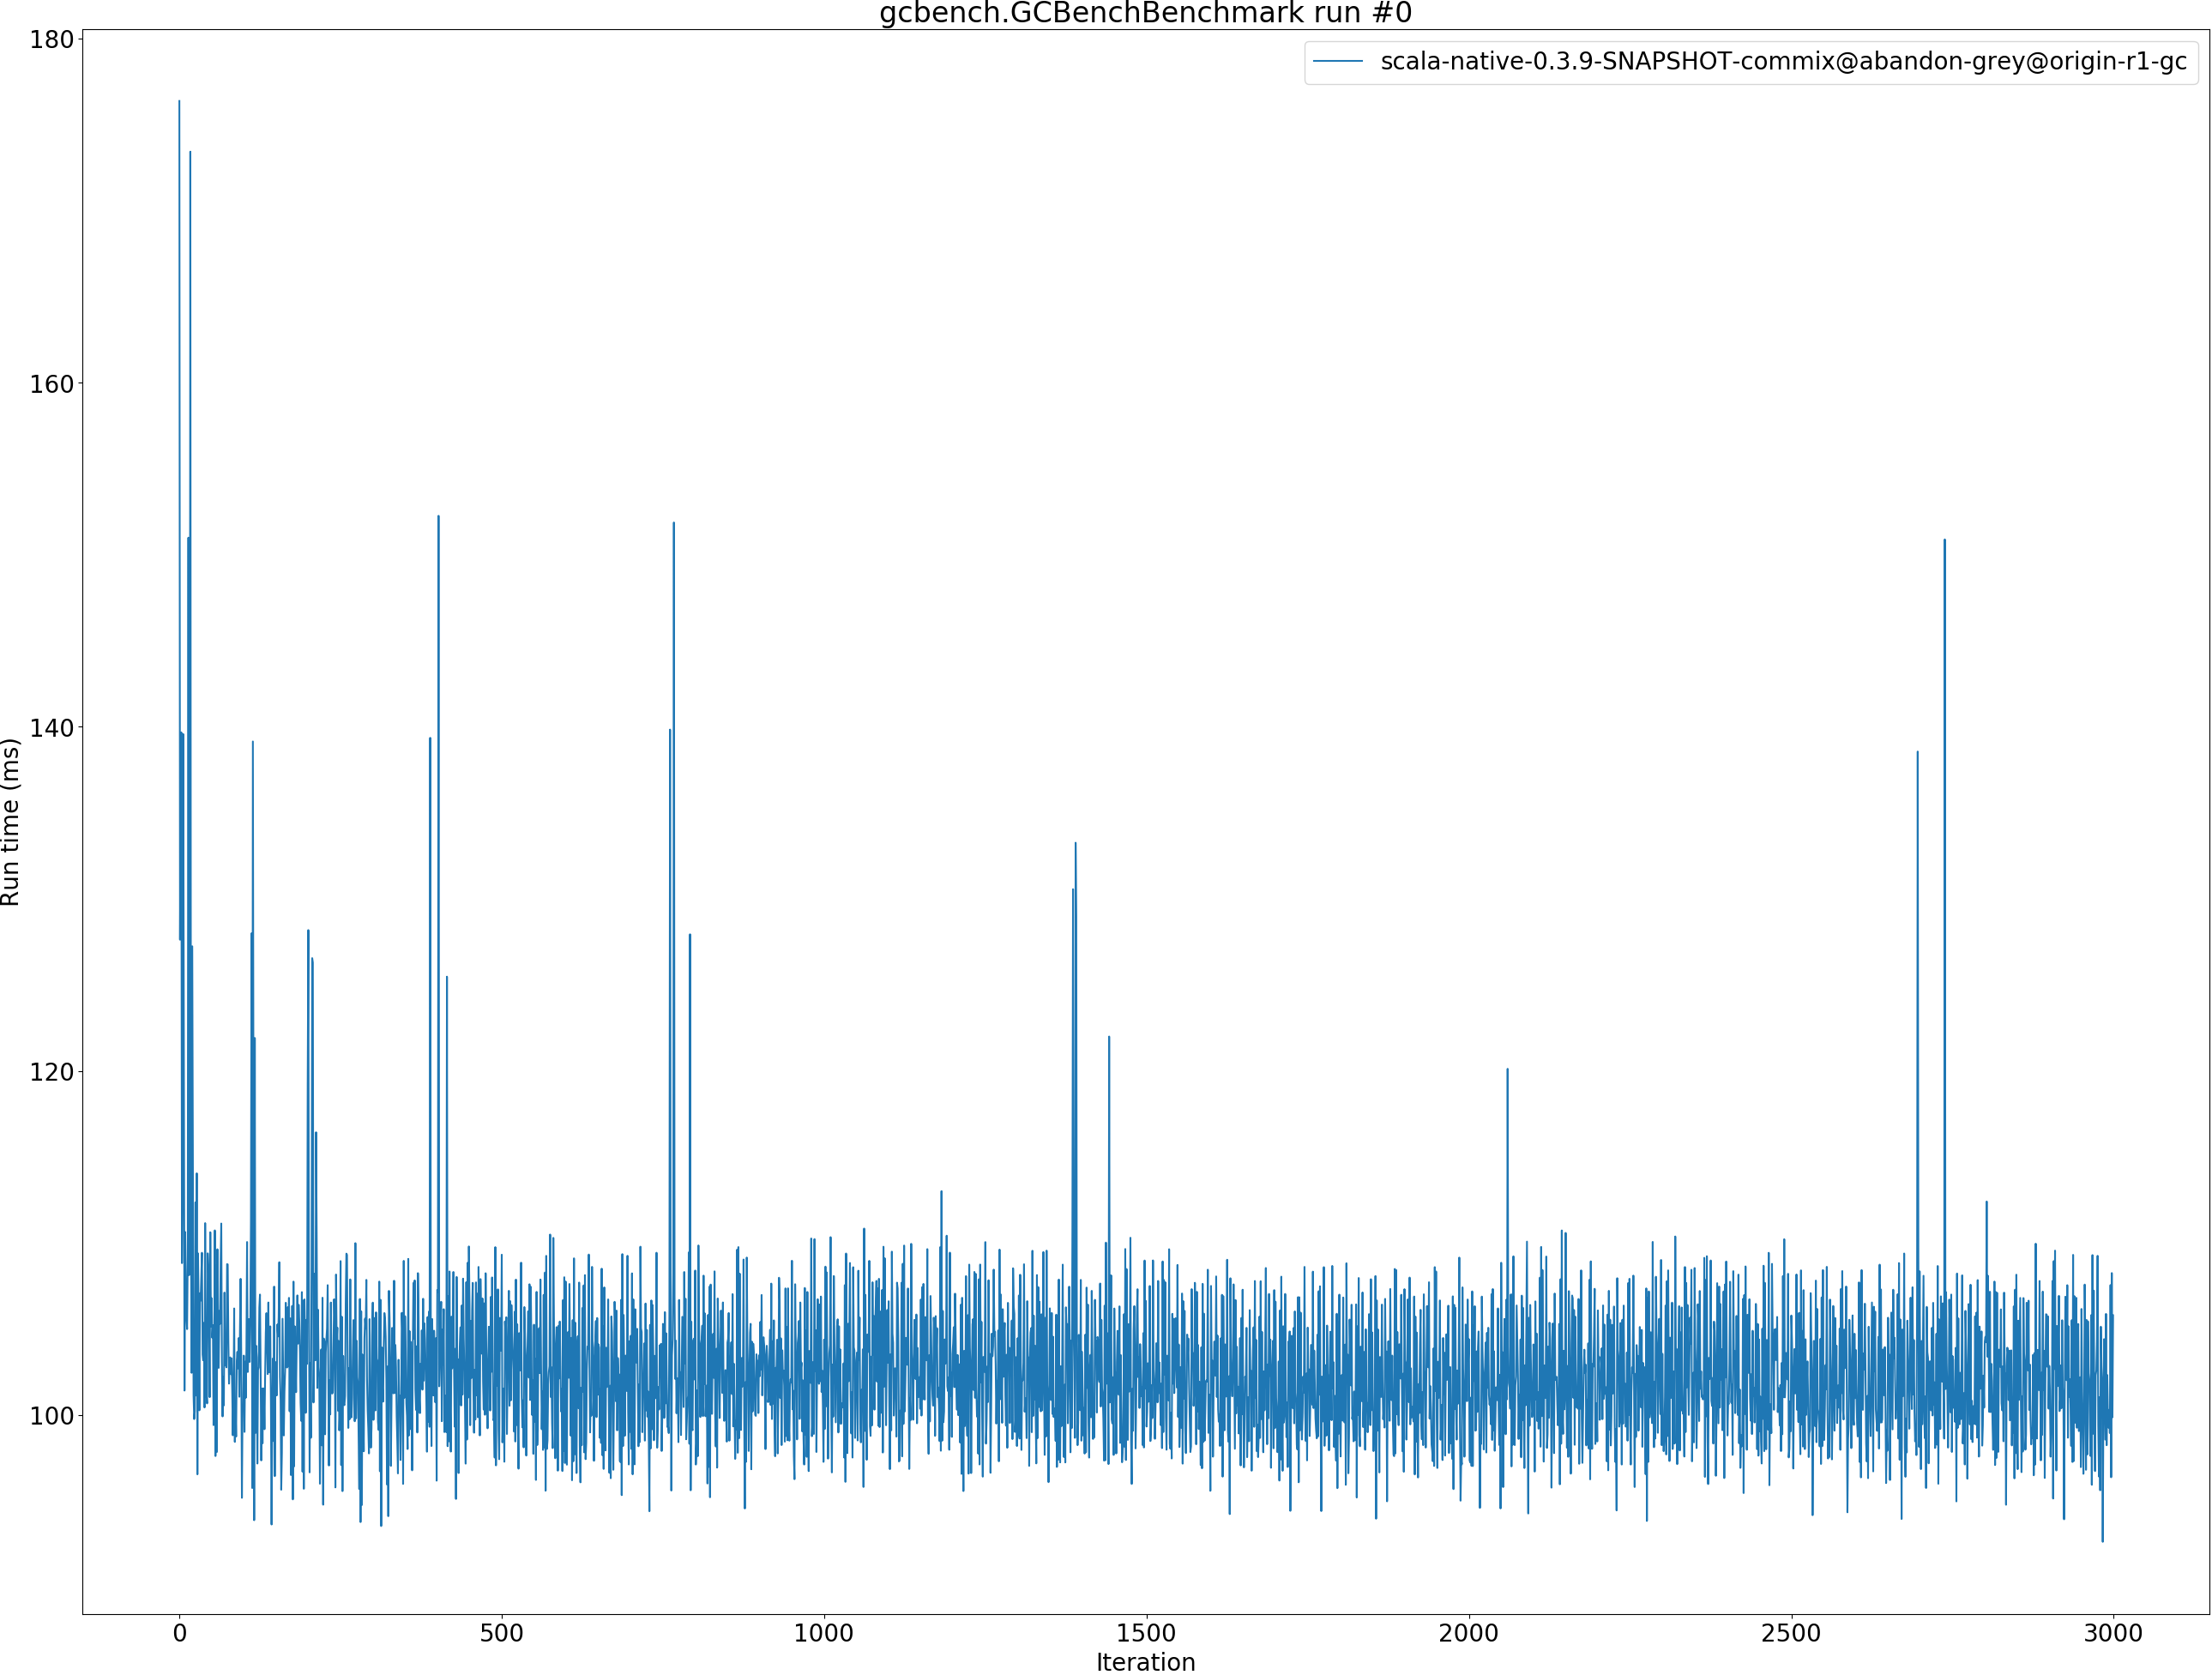 gcbench.GCBenchBenchmark run #0
scala-native-0.3.9-SNAPSHOT-commix@abandon-grey@origin-r1-gc
180
160
140
120
100
Run time (ms)
0 500 1000 1500 2000 2500 3000
Iteration